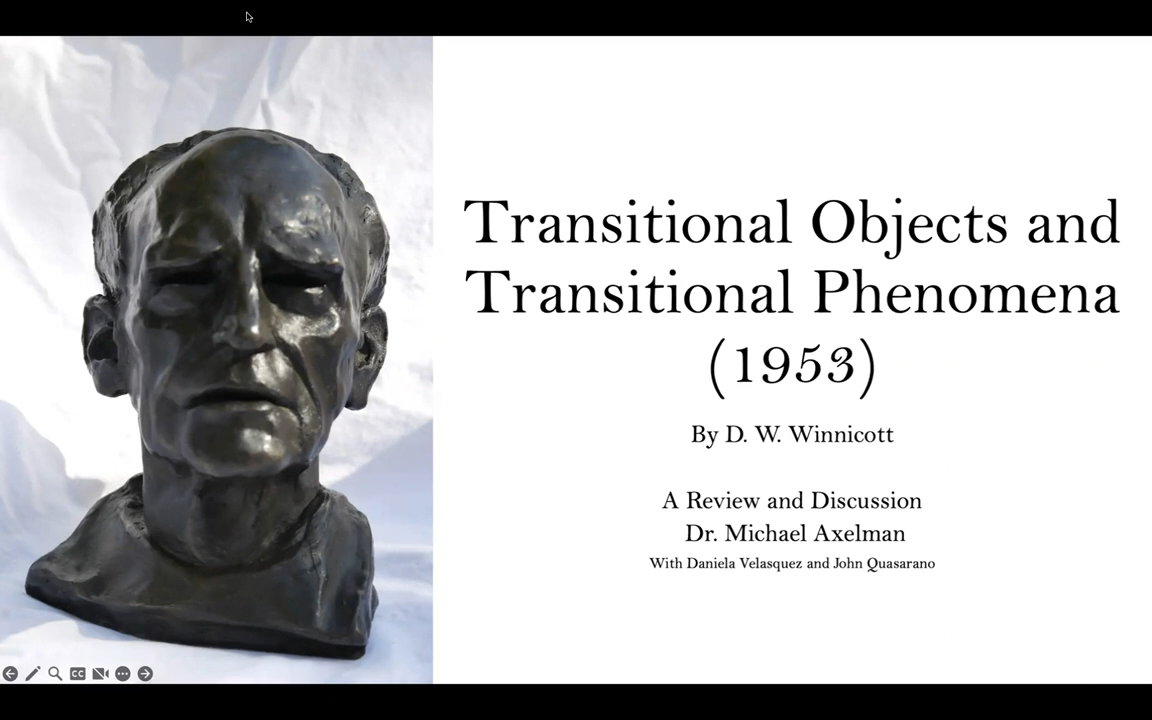 Transitional Objects and
Transitional Phenomena
(1953)
By D. W. Winnicott
A Review and Discussion
Dr. Michael Axelman
With Daniela Velasquez and John Quasarano
CC